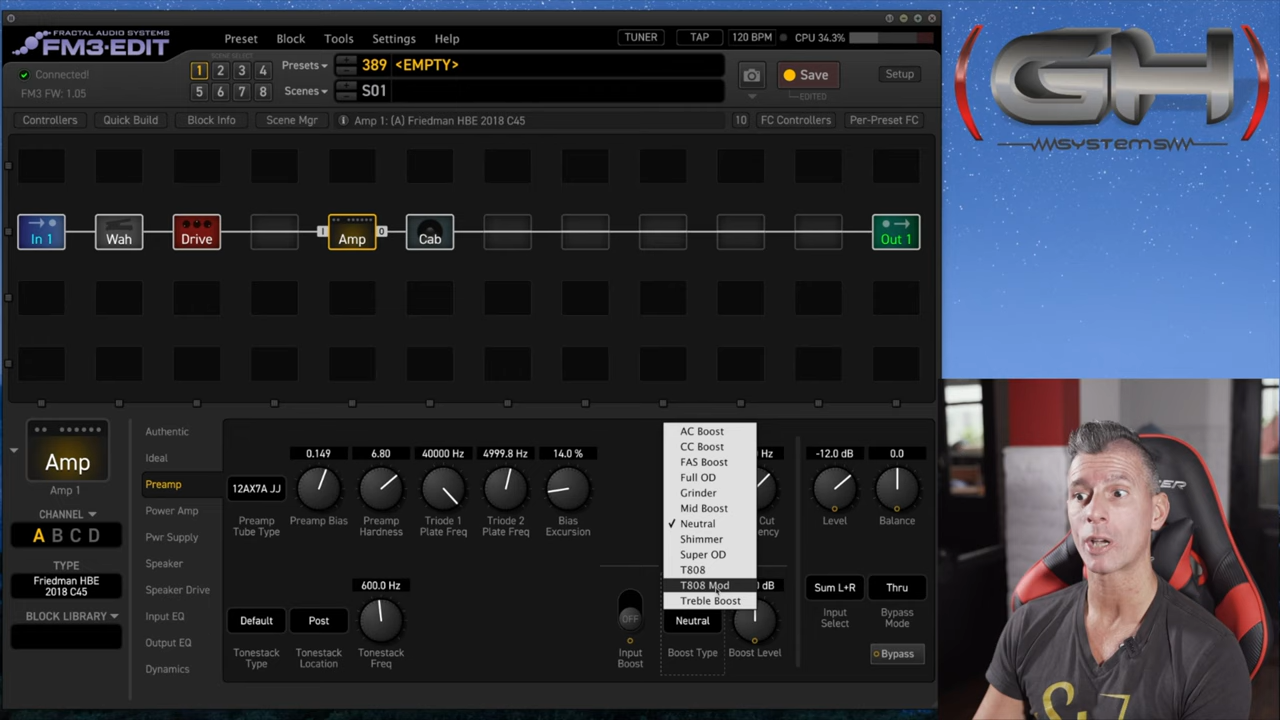 FRACTAL AUDIO SYSTEMS
FM3-EDIT
Preset Block Tools Settings Help
TUNER TAP 120 BPM CPU 34.3%
Connected!
FM3 FW: 1.05
SCENE SELECT
1 2 3 4
5 6 7 8
Presets 389 <EMPTY>
Scenes S01
Save
EDITED
Setup
Controllers Quick Build Block Info Scene Mgr Amp 1: (A) Friedman HBE 2018 C45 10 FC Controllers Per-Preset FC
In 1 Wah Drive I Amp O Cab Out 1
Amp
Amp 1
CHANNEL
A B C D
TYPE
Friedman HBE
2018 C45
BLOCK LIBRARY
Authentic
Ideal
Preamp
Power Amp
Pwr Supply
Speaker
Speaker Drive
Input EQ
Output EQ
Dynamics
12AX7A JJ
Preamp Tube Type
0.149
Preamp Bias
6.80
Preamp Hardness
40000 Hz
Triode 1 Plate Freq
4999.8 Hz
Triode 2 Plate Freq
14.0 %
Bias Excursion
AC Boost
CC Boost
FAS Boost
Full OD
Grinder
Mid Boost
✓ Neutral
Shimmer
Super OD
T808
T808 Mod
Treble Boost
Hz
Cut
ency
-12.0 dB
Level
0.0
Balance
Default
Tonestack Type
Post
Tonestack Location
600.0 Hz
Tonestack Freq
OFF
Input Boost
Neutral
Boost Type
0 dB
Boost Level
Sum L+R
Input Select
Thru
Bypass Mode
Bypass
GH
SYSTEMS